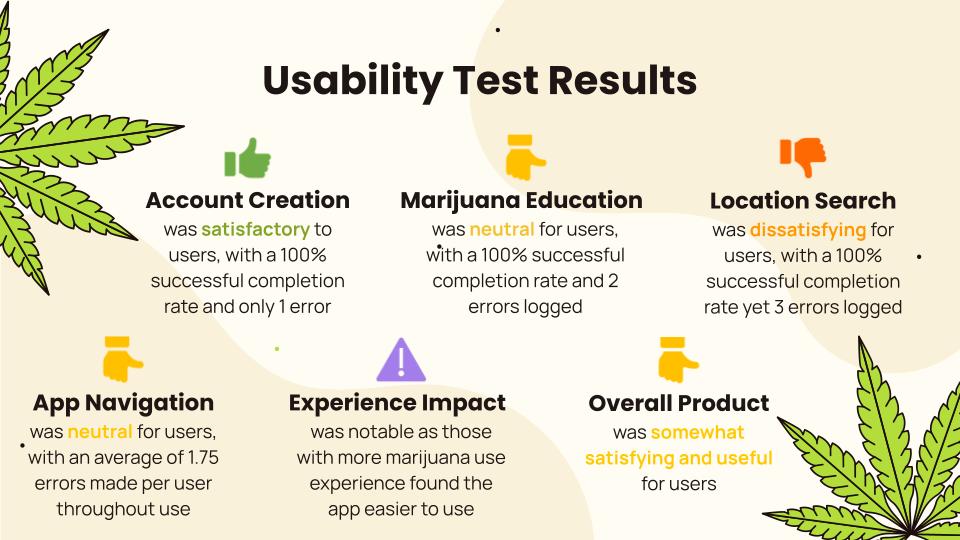 Usability Test Results
Account Creation
was satisfactory to
users, with a 100%
successful completion
rate and only 1 error
Marijuana Education
was neutral for users,
with a 100% successful
completion rate and 2
errors logged
Location Search
was dissatisfying for
users, with a 100%
successful completion
rate yet 3 errors logged
App Navigation
was neutral for users,
with an average of 1.75
errors made per user
throughout use
Experience Impact
was notable as those
with more marijuana use
experience found the
app easier to use
Overall Product
was somewhat
satisfying and useful
for users